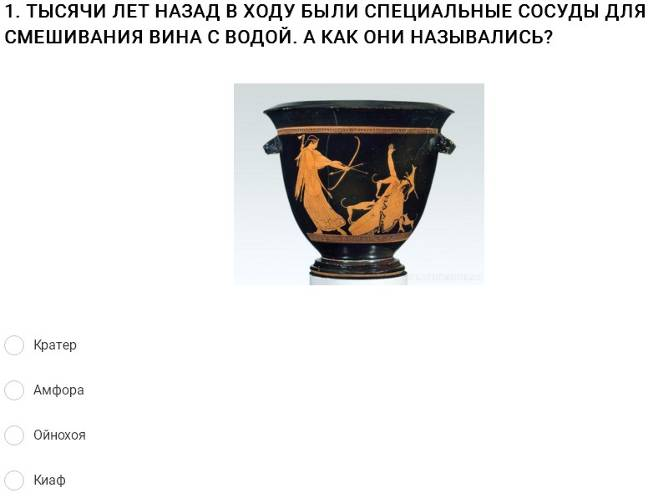 1. ТЫСЯЧИ ЛЕТ НАЗАД В ХОДУ БЫЛИ СПЕЦИАЛЬНЫЕ СОСУДЫ ДЛЯ
СМЕШИВАНИЯ ВИНА С ВОДОЙ. А КАК ОНИ НАЗЫВАЛИСЬ?
Кратер
Амфора
Ойнохоя
Киаф